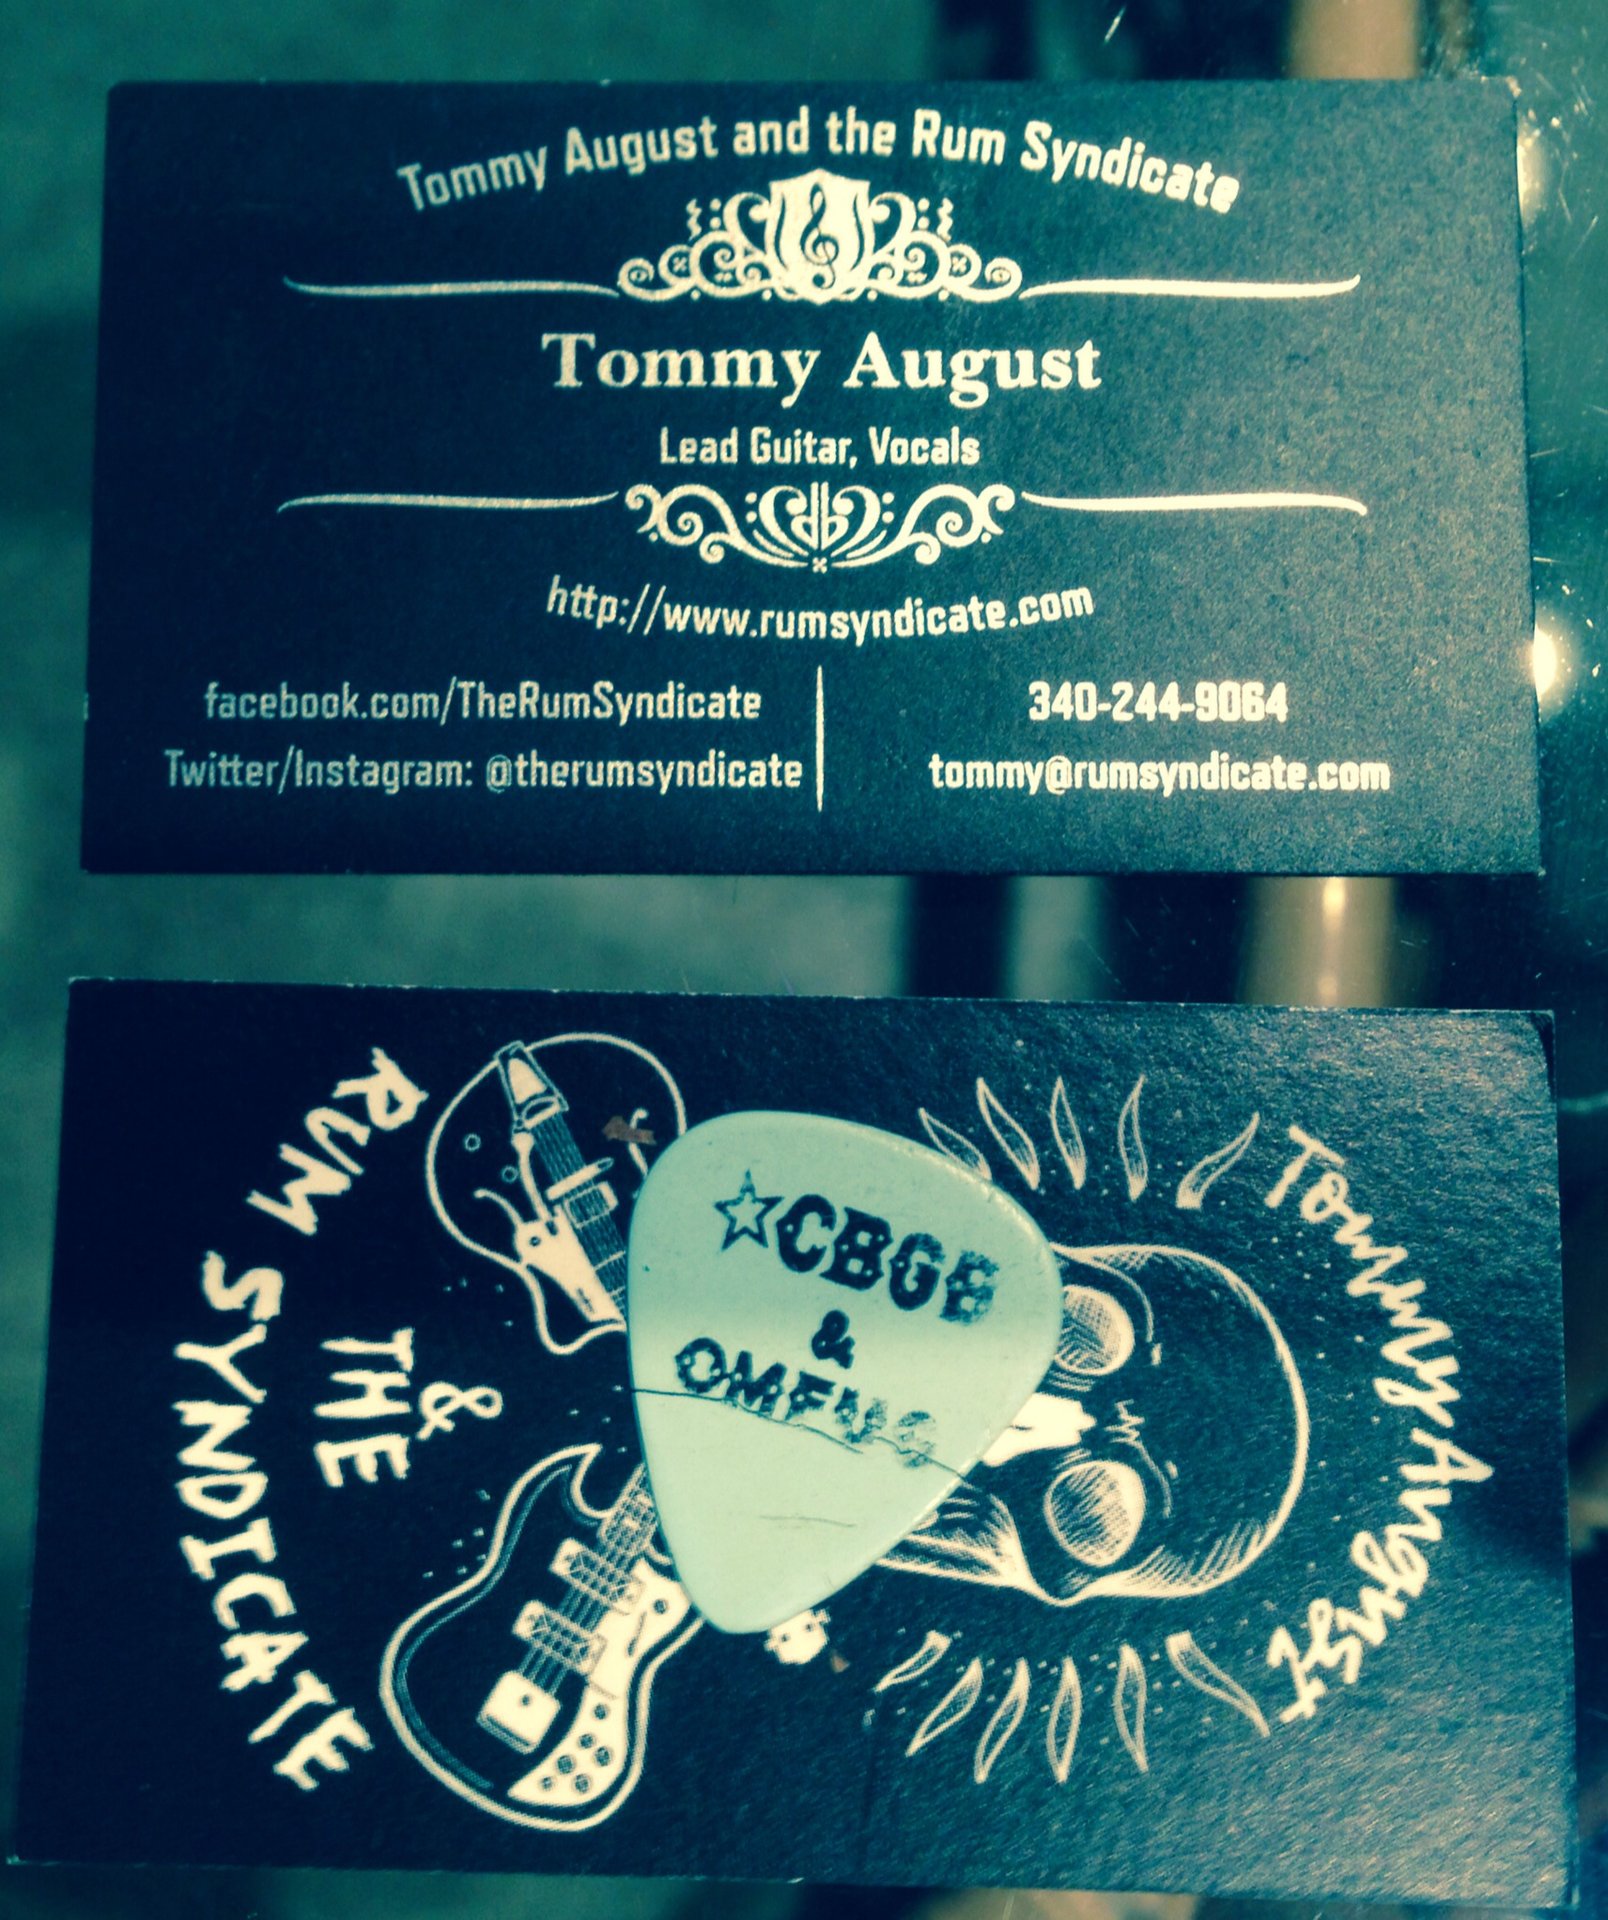 Tommy August and the Rum Syndicate
Tommy August
Lead Guitar, Vocals
http://www.rumsyndicate.com
facebook.com/TheRumSyndicate
Twitter/Instagram: @therumsyndicate
340-244-9064
tommy@rumsyndicate.com
Tommy August
& THE
RUM SYNDICATE
☆CBGB
&
OMFUG